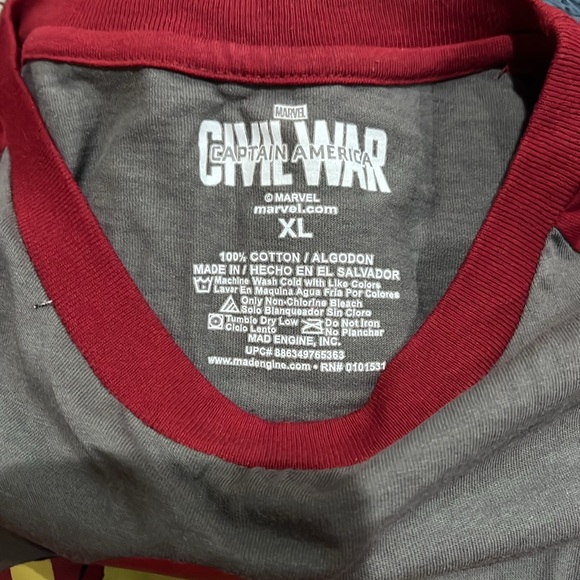 MARVEL
CIVIL WAR
CAPTAIN AMERICA
© MARVEL
marvel.com
XL
100% COTTON / ALGODON
MADE IN / HECHO EN EL SALVADOR
Machine Wash Cold with Like Colors
Lavar En Maquina Agua Fria Por Colores
Only Non-Chlorine Bleach
Solo Blanqueador Sin Cloro
Tumble Dry Low Do Not Iron
Ciclo Lento No Planchar
MAD ENGINE, INC.
UPC# 886349765363
www.madengine.com • RN# 0101531